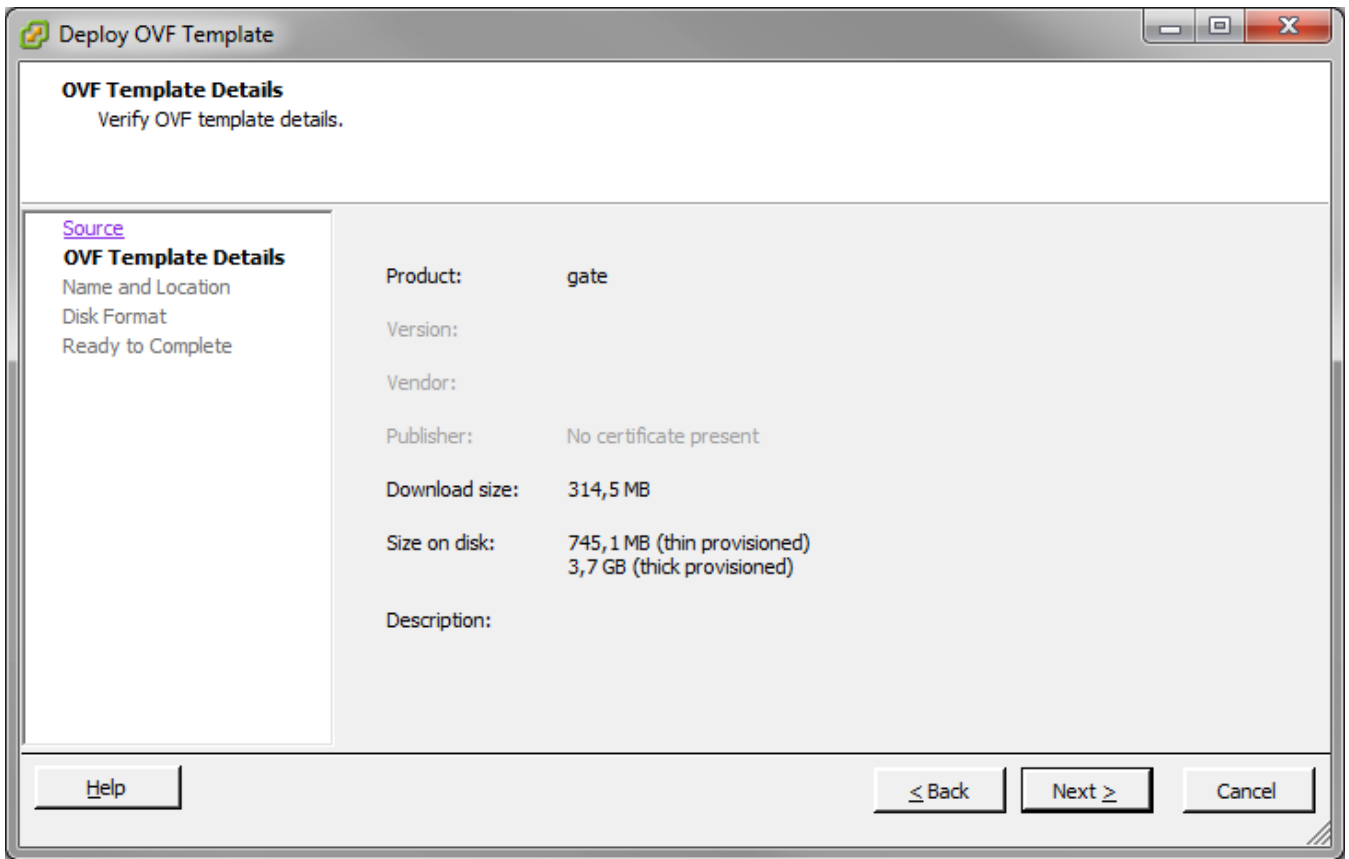 Deploy OVF Template
OVF Template Details
Verify OVF template details.
Source
OVF Template Details
Name and Location
Disk Format
Ready to Complete
Product: gate
Version:
Vendor:
Publisher: No certificate present
Download size: 314,5 MB
Size on disk: 745,1 MB (thin provisioned)
3,7 GB (thick provisioned)
Description:
Help
< Back
Next >
Cancel